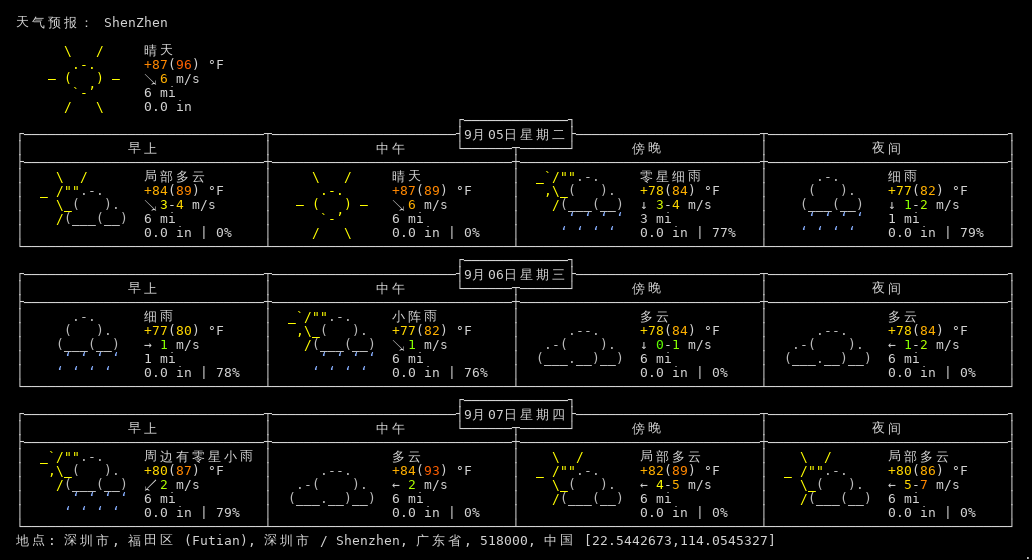 天气预报： ShenZhen
晴天
+87(96) °F
↘6 m/s
6 mi
0.0 in
9月05日星期二
早上 中午 傍晚 夜间
局部多云 晴天 零星细雨 细雨
+84(89) °F +87(89) °F +78(84) °F +77(82) °F
↘3-4 m/s ↘6 m/s ↓ 3-4 m/s ↓ 1-2 m/s
6 mi 6 mi 3 mi 1 mi
0.0 in | 0% 0.0 in | 0% 0.0 in | 77% 0.0 in | 79%
9月06日星期三
早上 中午 傍晚 夜间
细雨 小阵雨 多云 多云
+77(80) °F +77(82) °F +78(84) °F +78(84) °F
→ 1 m/s ↘1 m/s ↓ 0-1 m/s ← 1-2 m/s
1 mi 6 mi 6 mi 6 mi
0.0 in | 78% 0.0 in | 76% 0.0 in | 0% 0.0 in | 0%
9月07日星期四
早上 中午 傍晚 夜间
周边有零星小雨 多云 局部多云 局部多云
+80(87) °F +84(93) °F +82(89) °F +80(86) °F
↙2 m/s ← 2 m/s ← 4-5 m/s ← 5-7 m/s
6 mi 6 mi 6 mi 6 mi
0.0 in | 79% 0.0 in | 0% 0.0 in | 0% 0.0 in | 0%
地点: 深圳市, 福田区 (Futian), 深圳市 / Shenzhen, 广东省, 518000, 中国 [22.5442673,114.0545327]